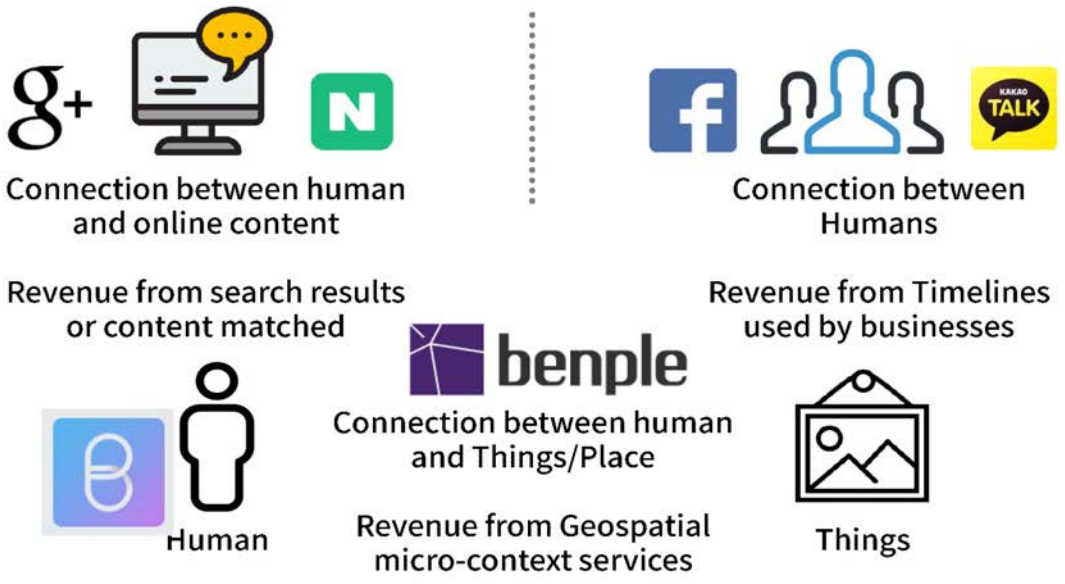 g+
N
Connection between human
and online content
Revenue from search results
or content matched
f
KAKAO
TALK
Connection between
Humans
Revenue from Timelines
used by businesses
benple
Connection between human
and Things/Place
Revenue from Geospatial
micro-context services
B
Human
Things